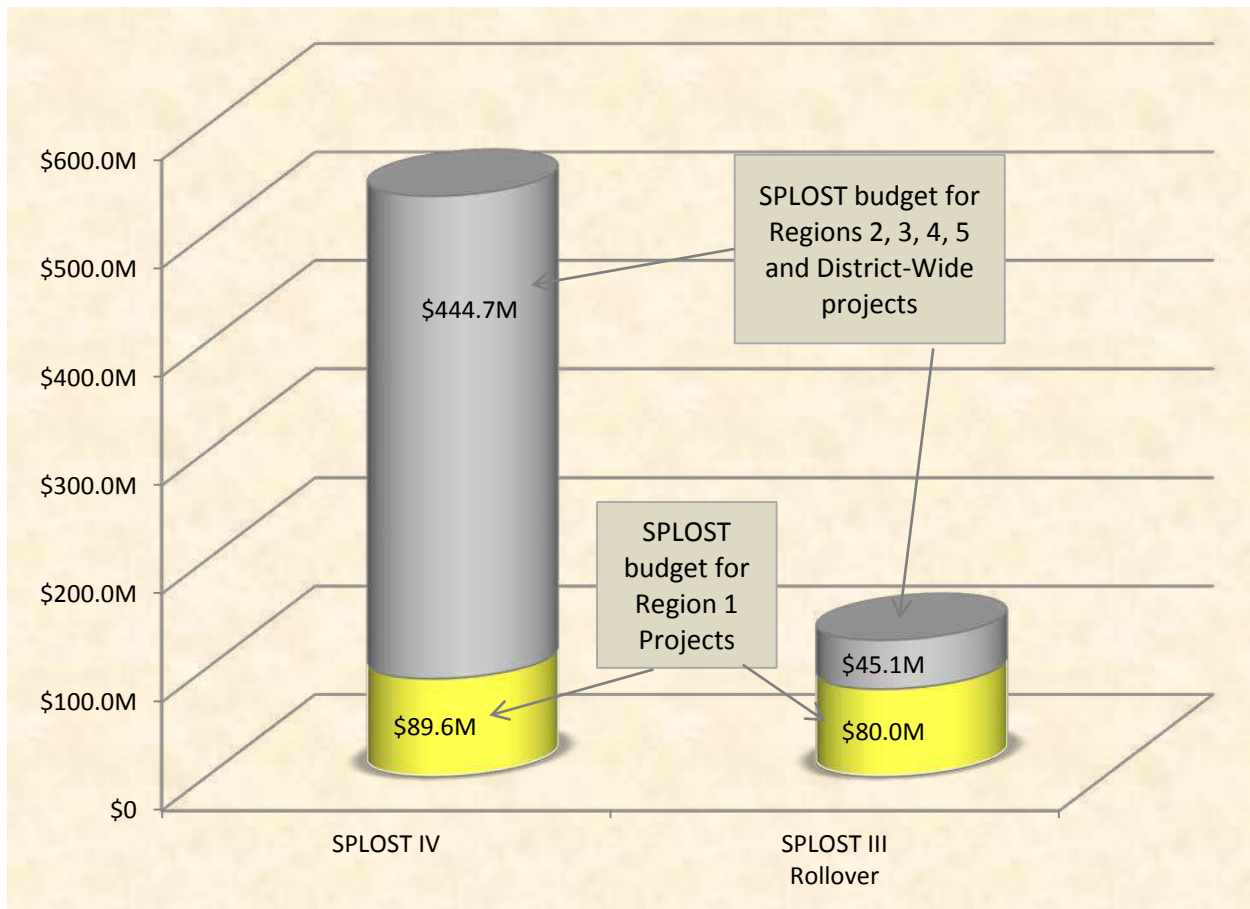 $600.0M
$500.0M
$400.0M
$300.0M
$200.0M
$100.0M
$0
SPLOST budget for
Regions 2, 3, 4, 5
and District-Wide
projects
$444.7M
SPLOST
budget for
Region 1
Projects
$45.1M
$89.6M
$80.0M
SPLOST IV
SPLOST III
Rollover